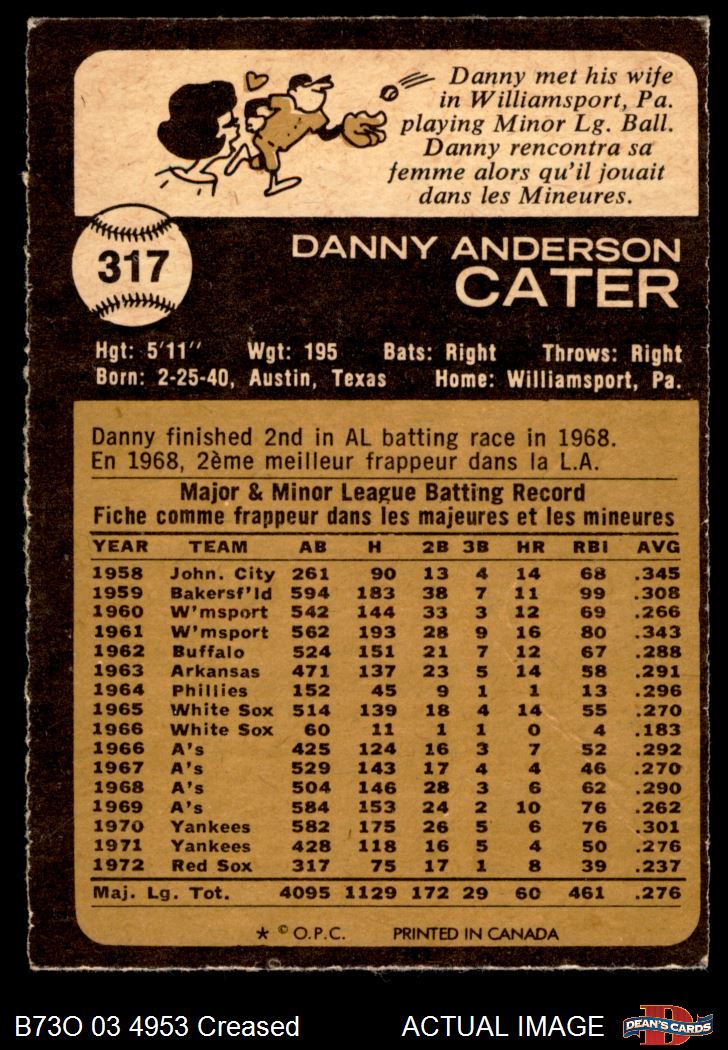 Danny met his wife
in Williamsport, Pa.
playing Minor Lg. Ball.
Danny rencontra sa
femme alors qu'il jouait
dans les Mineures.
317
DANNY ANDERSON
CATER
Hgt: 5'11" Wgt: 195 Bats: Right Throws: Right
Born: 2-25-40, Austin, Texas Home: Williamsport, Pa.
Danny finished 2nd in AL batting race in 1968.
En 1968, 2ème meilleur frappeur dans la L.A.
Major & Minor League Batting Record
Fiche comme frappeur dans les majeures et les mineures
YEAR TEAM AB H 2B 3B HR RBI AVG
1958 John. City 261 90 13 4 14 68 .345
1959 Bakersf'ld 594 183 38 7 11 99 .308
1960 W'msport 542 144 33 3 12 69 .266
1961 W'msport 562 193 28 9 16 80 .343
1962 Buffalo 524 151 21 7 12 67 .288
1963 Arkansas 471 137 23 5 14 58 .291
1964 Phillies 152 45 9 1 1 13 .296
1965 White Sox 514 139 18 4 14 55 .270
1966 White Sox 60 11 1 1 0 4 .183
1966 A's 425 124 16 3 7 52 .292
1967 A's 529 143 17 4 4 46 .270
1968 A's 504 146 28 3 6 62 .290
1969 A's 584 153 24 2 10 76 .262
1970 Yankees 582 175 26 5 6 76 .301
1971 Yankees 428 118 16 5 4 50 .276
1972 Red Sox 317 75 17 1 8 39 .237
Maj. Lg. Tot. 4095 1129 172 29 60 461 .276
* © O.P.C. PRINTED IN CANADA
B73O 03 4953 Creased ACTUAL IMAGE
D
DEAN'S CARDS